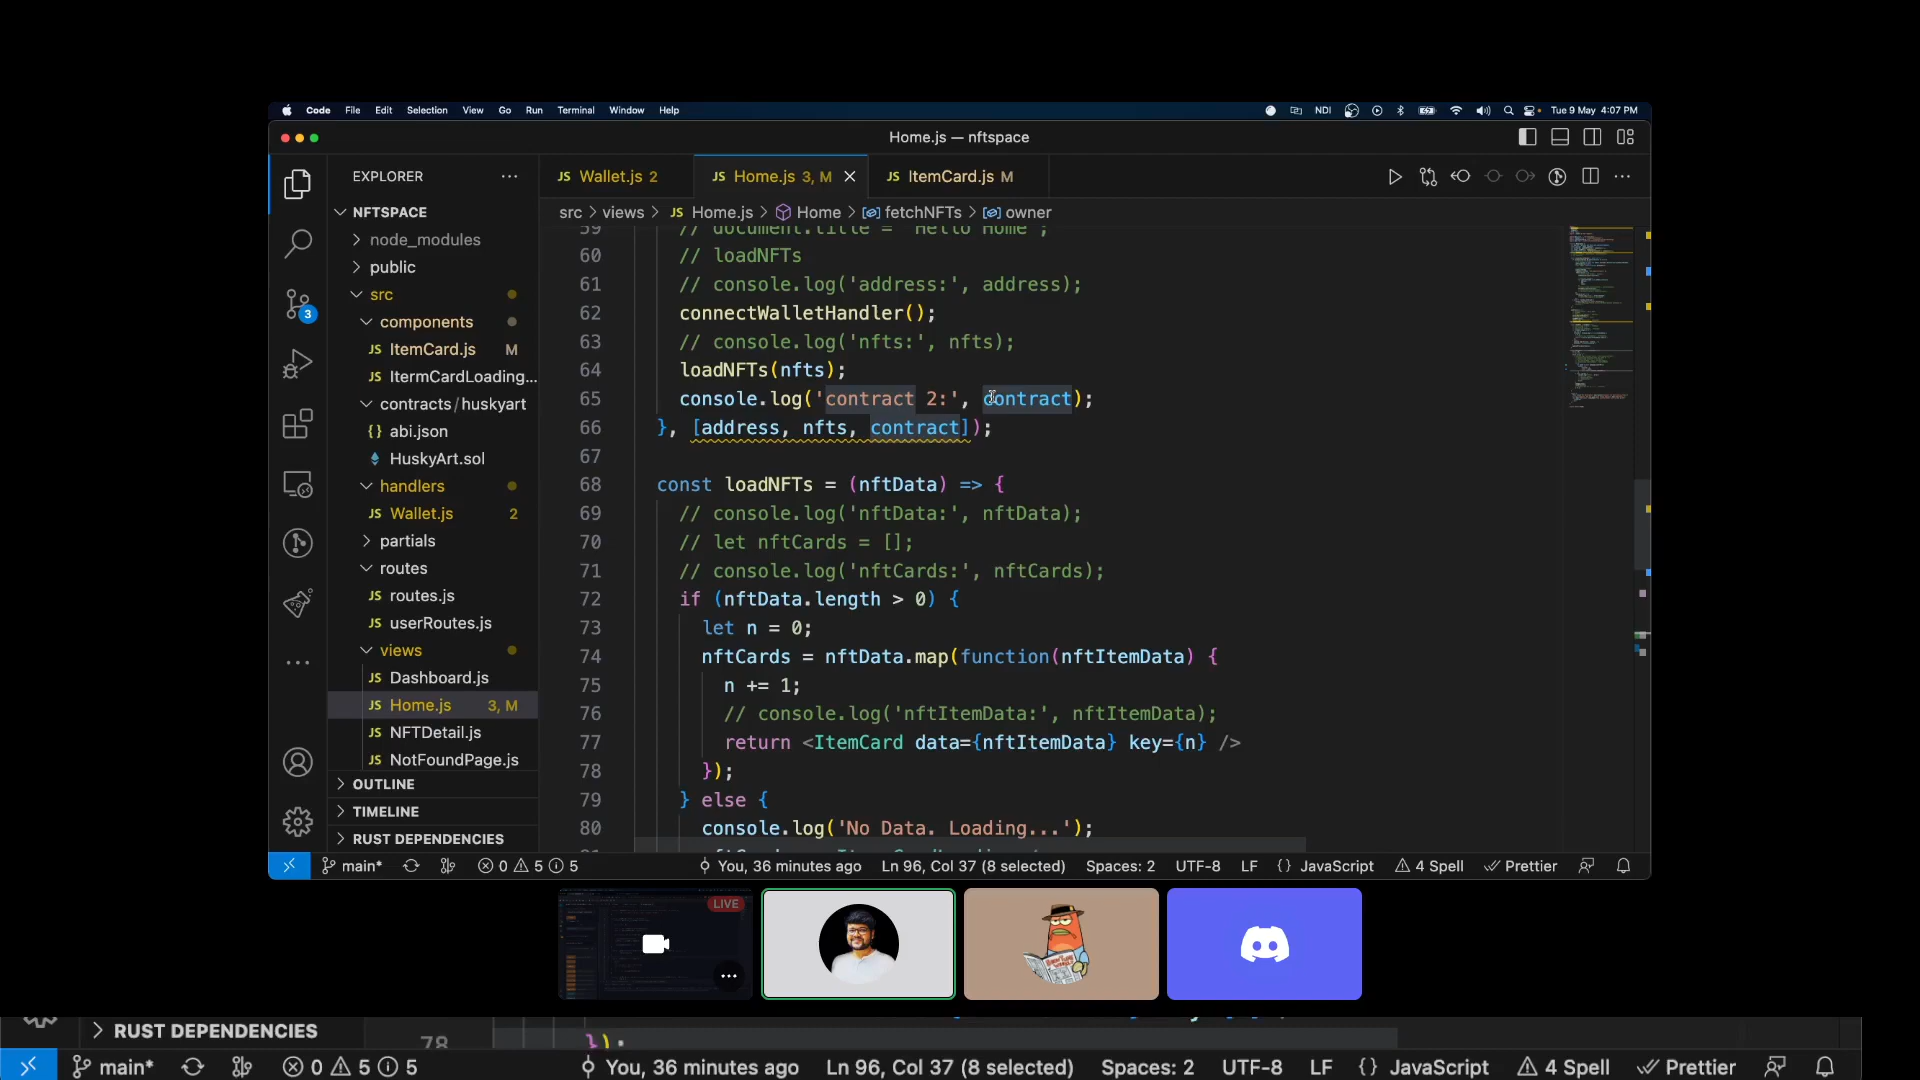 Code File Edit Selection View Go Run Terminal Window Help NDI Tue 9 May 4:07 PM
Home.js — nftspace
EXPLORER
NFTSPACE
node_modules
public
src
components
JS ItemCard.js M
JS ItermCardLoading...
contracts / huskyart
{} abi.json
HuskyArt.sol
handlers
JS Wallet.js 2
partials
routes
JS routes.js
JS userRoutes.js
views
JS Dashboard.js
JS Home.js 3, M
JS NFTDetail.js
JS NotFoundPage.js
OUTLINE
TIMELINE
RUST DEPENDENCIES
3
JS Wallet.js 2 JS Home.js 3, M JS ItemCard.js M
src > views > JS Home.js > Home > fetchNFTs > owner
59 // document.title = "Hello Home";
60 // loadNFTs
61 // console.log('address:', address);
62 connectWalletHandler();
63 // console.log('nfts:', nfts);
64 loadNFTs(nfts);
65 console.log('contract 2:', contract);
66 }, [address, nfts, contract]);
67
68 const loadNFTs = (nftData) => {
69 // console.log('nftData:', nftData);
70 // let nftCards = [];
71 // console.log('nftCards:', nftCards);
72 if (nftData.length > 0) {
73 let n = 0;
74 nftCards = nftData.map(function(nftItemData) {
75 n += 1;
76 // console.log('nftItemData:', nftItemData);
77 return <ItemCard data={nftItemData} key={n} />
78 });
79 } else {
80 console.log('No Data. Loading...');
main* 0 5 5 You, 36 minutes ago Ln 96, Col 37 (8 selected) Spaces: 2 UTF-8 LF {} JavaScript 4 Spell Prettier
LIVE
RUST DEPENDENCIES 78 });
main* 0 5 5 You, 36 minutes ago Ln 96, Col 37 (8 selected) Spaces: 2 UTF-8 LF {} JavaScript 4 Spell Prettier